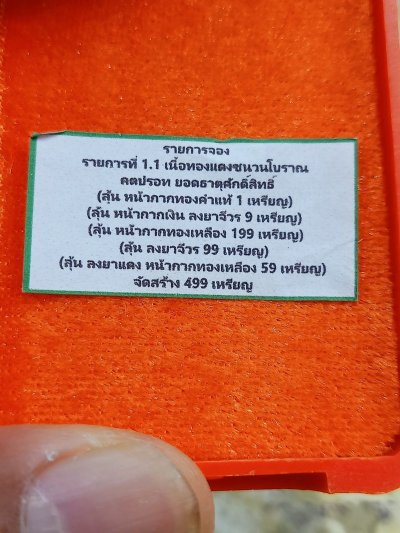 รายการจอง
รายการที่ 1.1 เนื้อทองแดงชนวนโบราณ
คตปรอท ยอดธาตุศักดิ์สิทธิ์
(ลุ้น หน้ากากทองคำแท้ 1 เหรียญ)
(ลุ้น หน้ากากเงิน ลงยาจีวร 9 เหรียญ)
(ลุ้น หน้ากากทองเหลือง 199 เหรียญ)
(ลุ้น ลงยาจีวร 99 เหรียญ)
(ลุ้น ลงยาแดง หน้ากากทองเหลือง 59 เหรียญ)
จัดสร้าง 499 เหรียญ